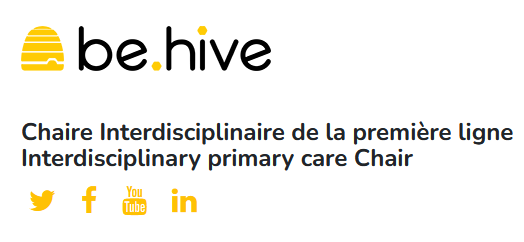 be.hive
Chaire Interdisciplinaire de la première ligne
Interdisciplinary primary care Chair
You
Tube
in